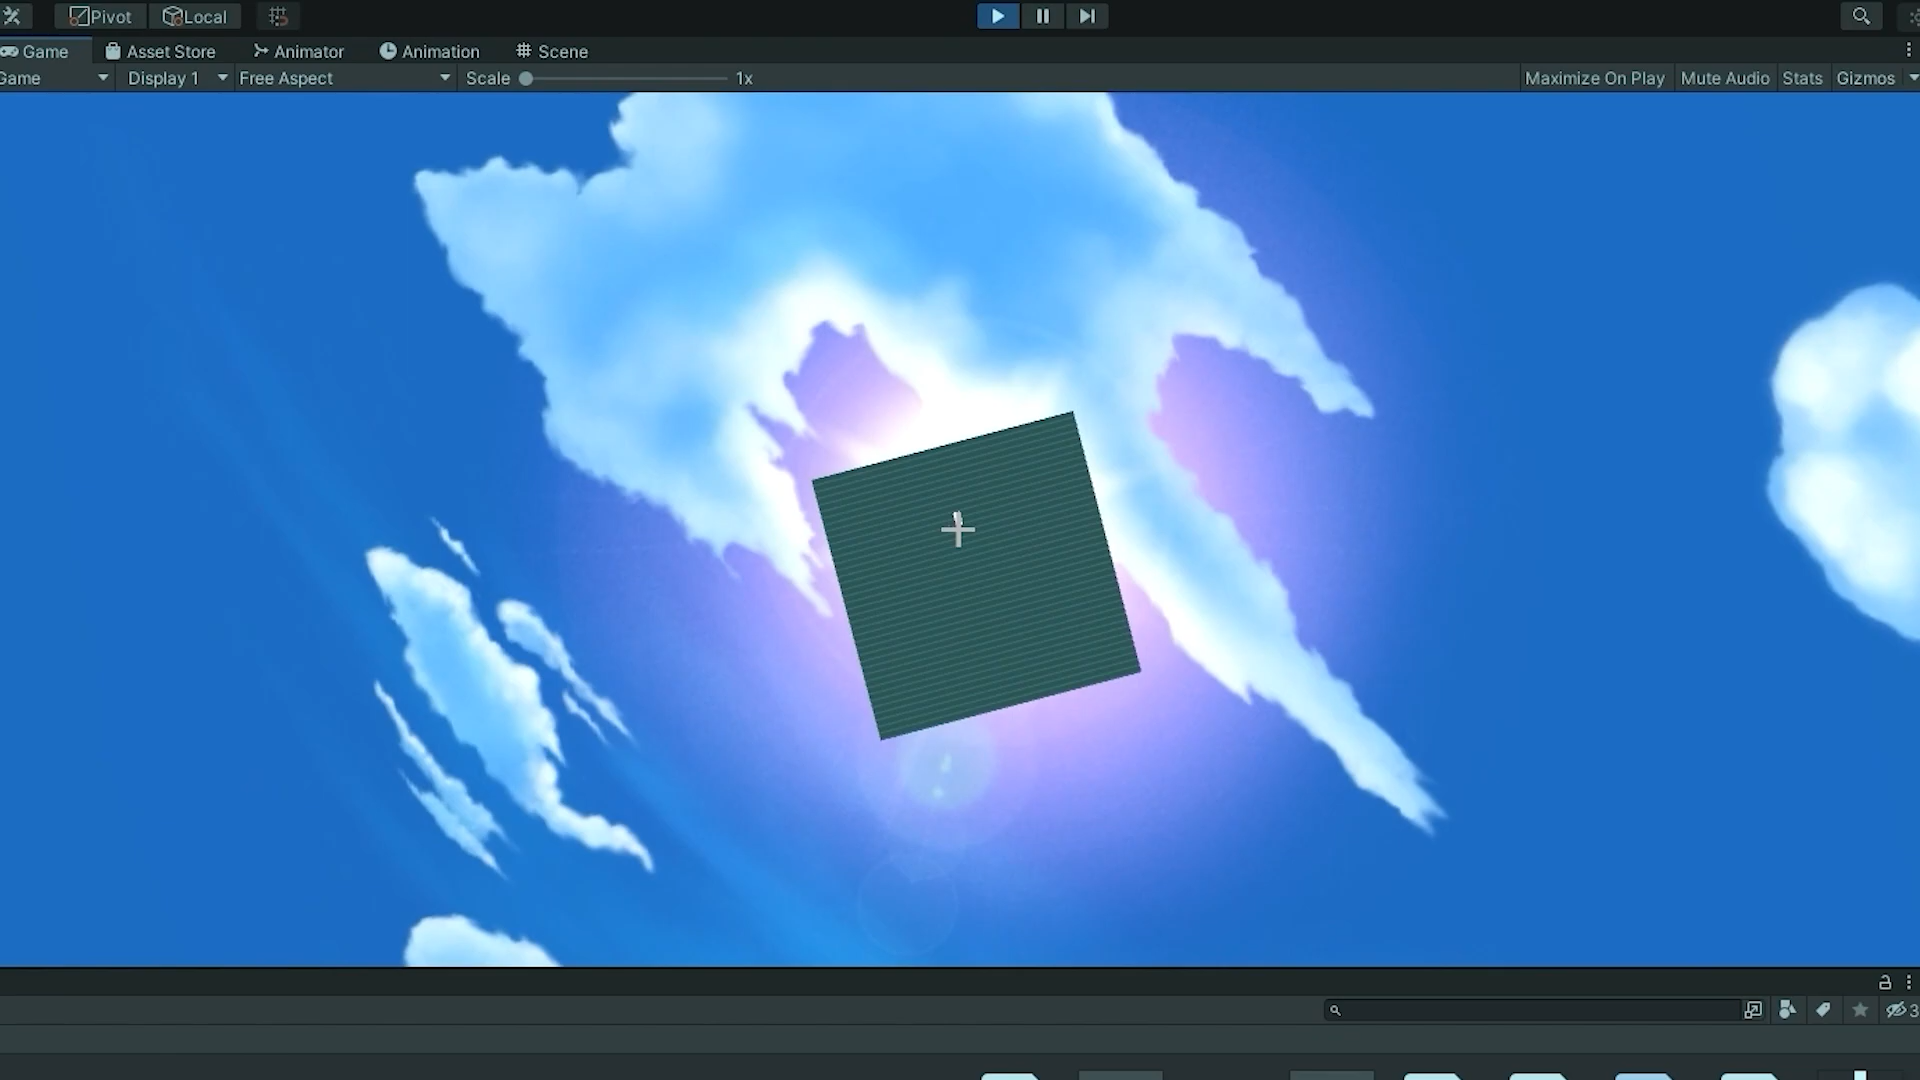 Pivot Local
Game Asset Store Animator Animation Scene
Game Display 1 Free Aspect Scale 1x Maximize On Play Mute Audio Stats Gizmos
3